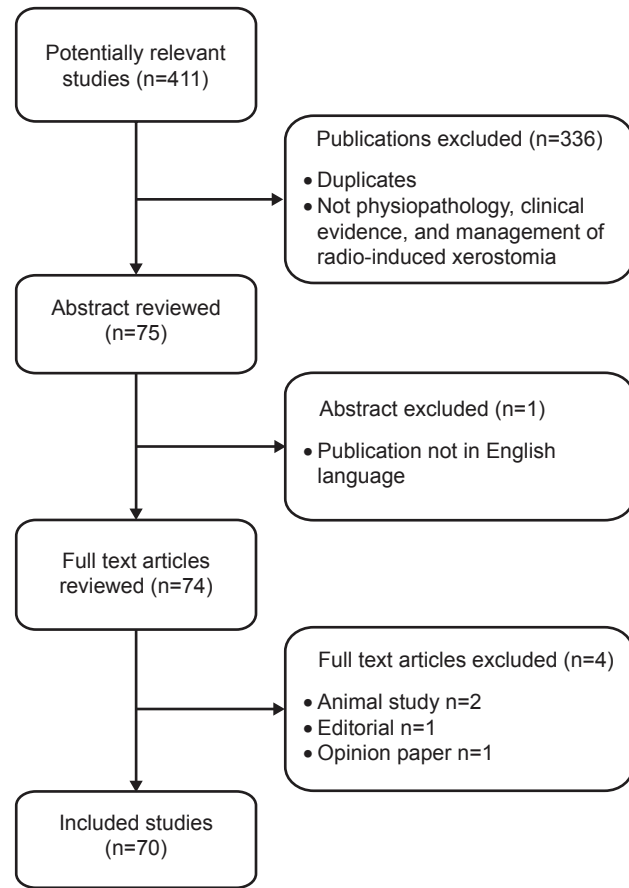 Potentially relevant
studies (n=411)
Publications excluded (n=336)
• Duplicates
• Not physiopathology, clinical
evidence, and management of
radio-induced xerostomia
Abstract reviewed
(n=75)
Abstract excluded (n=1)
• Publication not in English
language
Full text articles
reviewed (n=74)
Full text articles excluded (n=4)
• Animal study n=2
• Editorial n=1
• Opinion paper n=1
Included studies
(n=70)